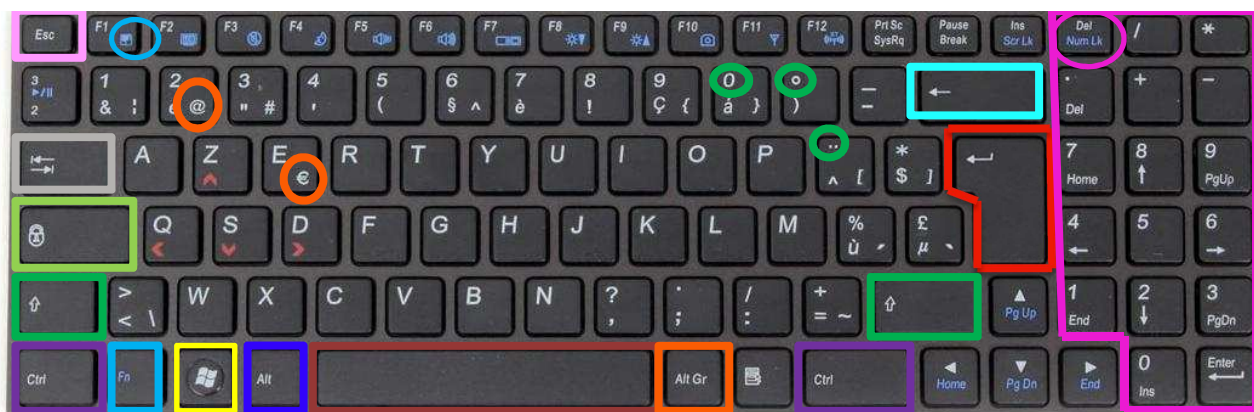 Esc F1 F2 F3 F4 F5 F6 F7 F8 F9 F10 F11 F12 Prt Sc SysRq Pause Break Ins Scr Lk Del Num Lk / *
3 2 1 & ¦ 2 é @ 3 " # 4 ' 5 ( 6 § ^ 7 è 8 ! 9 Ç { 0 á } ° ) _ - ← . Del + -
A Z E € R T Y U I O P ¨ ^ [ * $ ] 7 Home 8 ↑ 9 PgUp
Q S D F G H J K L M % ù ´ £ µ ` 4 ← 5 6 →
⇧ > < \ W X C V B N ? , . ; / : + = ~ ⇧ Pg Up 1 End 2 ↓ 3 PgDn
Ctrl Fn Alt Alt Gr Ctrl Home Pg Dn End 0 Ins Enter